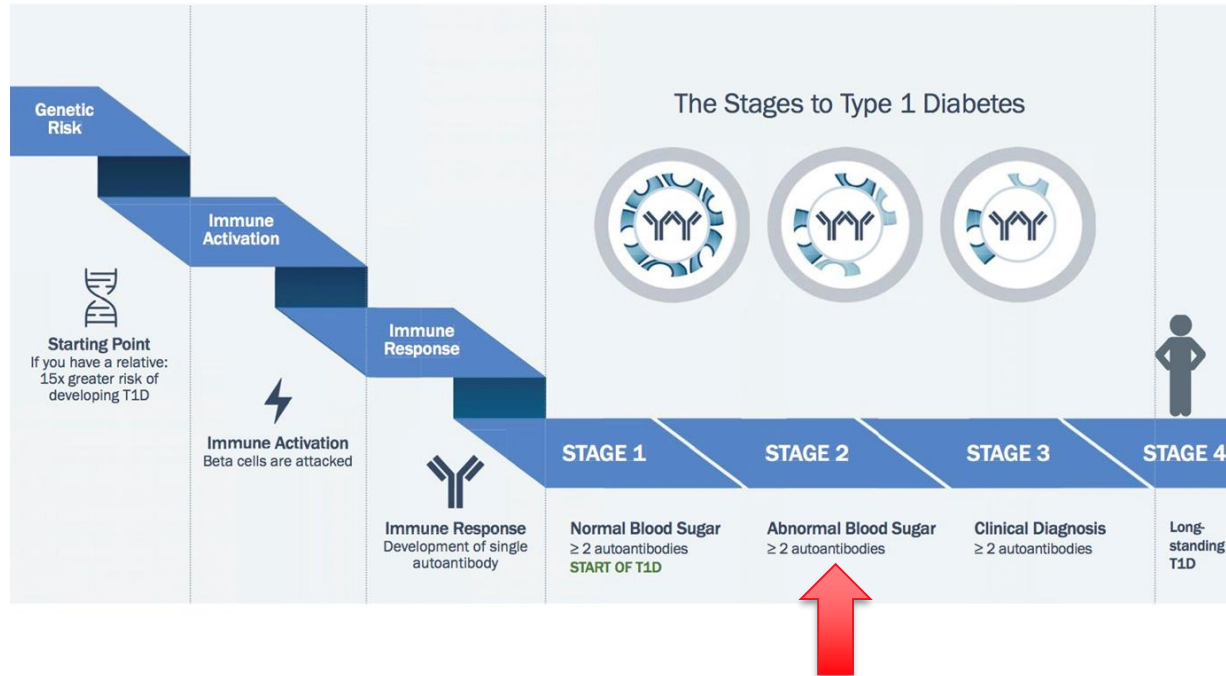 The Stages to Type 1 Diabetes
Genetic
Risk
Starting Point
If you have a relative:
15x greater risk of
developing T1D
Immune
Activation
Immune Activation
Beta cells are attacked
Immune
Response
Immune Response
Development of single
autoantibody
STAGE 1
Normal Blood Sugar
≥ 2 autoantibodies
START OF T1D
STAGE 2
Abnormal Blood Sugar
≥ 2 autoantibodies
STAGE 3
Clinical Diagnosis
≥ 2 autoantibodies
STAGE 4
Long-
standing
T1D